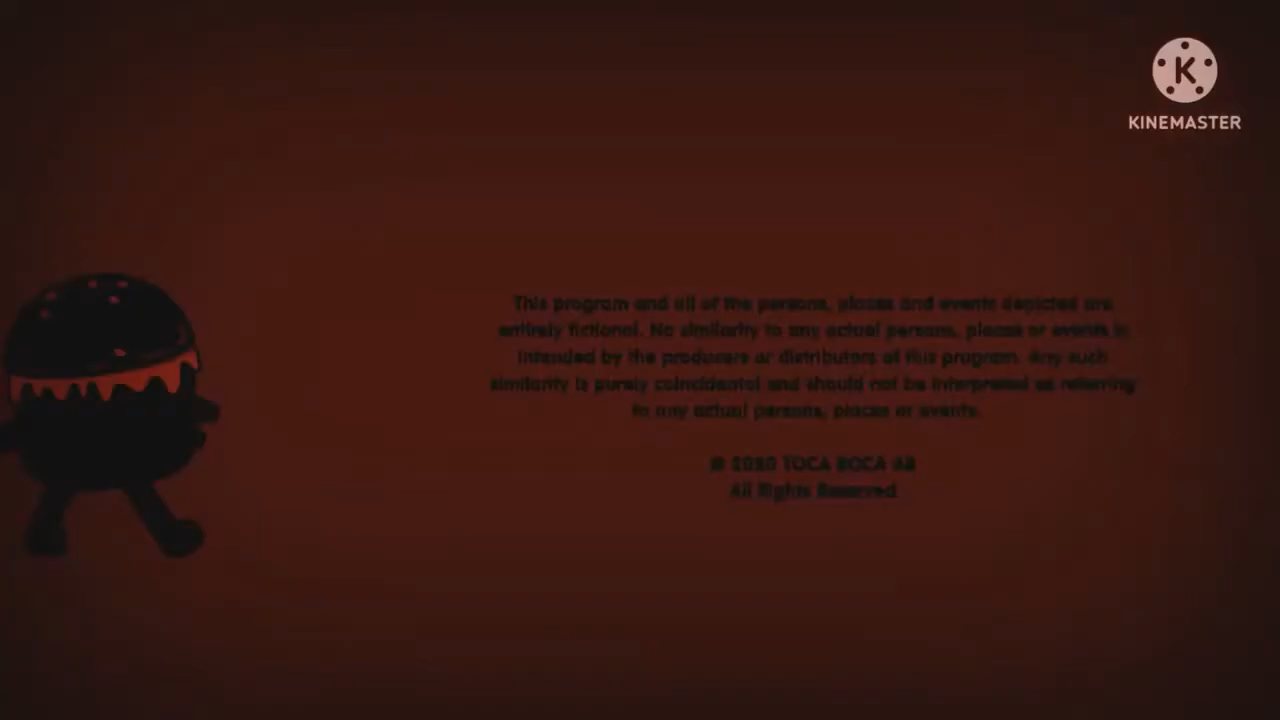 K
KINEMASTER
This program and all of the persons, places and events depicted are
entirely fictional. No similarity to any actual persons, places or events is
intended by the producers or distributors of this program. Any such
similarity is purely coincidental and should not be interpreted as referring
to any actual persons, places or events.
© 2020 TOCA BOCA AB
All Rights Reserved